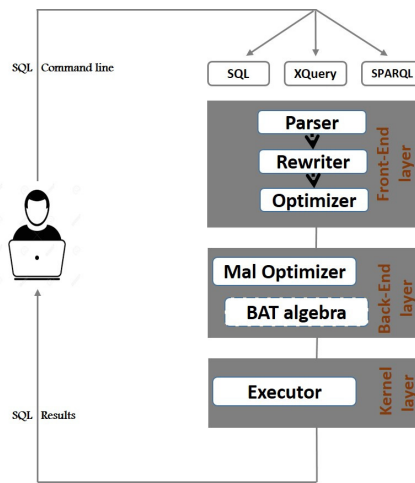 SQL Command line
SQL
XQuery
SPARQL
Parser
Rewriter
Optimizer
Front-End
layer
Mal Optimizer
BAT algebra
Back-End
layer
Executor
Kernel
layer
SQL Results